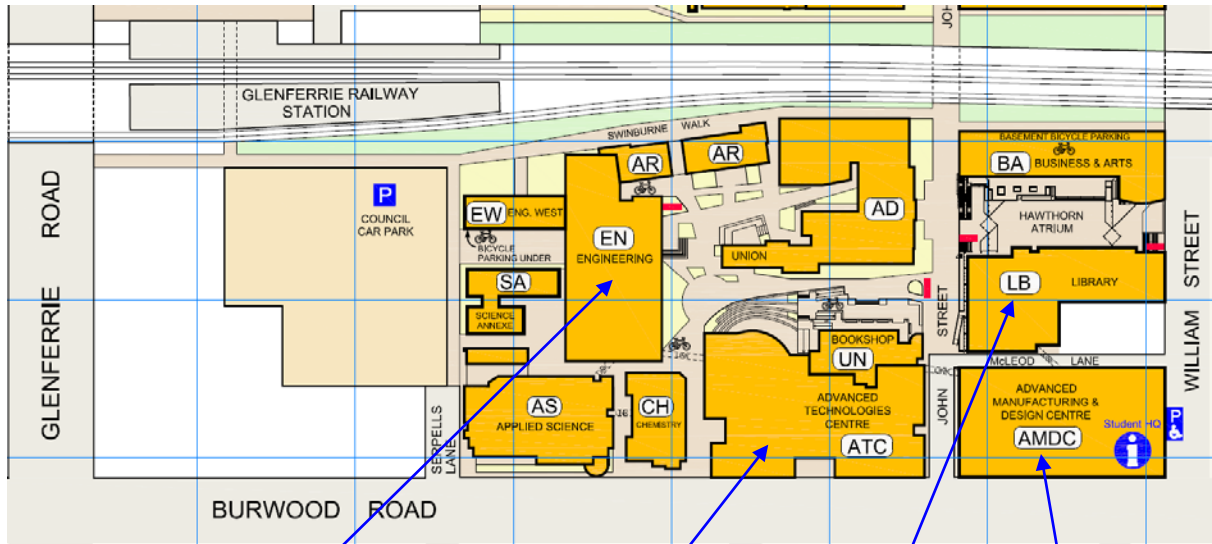 JOH
GLENFERRIE RAILWAY
STATION
SWINBURNE WALK
AR
AR
BASEMENT BICYCLE PARKING
BA
BUSINESS & ARTS
GLENFERRIE ROAD
P
COUNCIL
CAR PARK
EW
ENG. WEST
BICYCLE
PARKING UNDER
EN
ENGINEERING
AD
UNION
HAWTHORN
ATRIUM
SA
SCIENCE
ANNEXE
LB
LIBRARY
JOHN STREET
WILLIAM STREET
BOOKSHOP
UN
McLEOD LANE
AS
APPLIED SCIENCE
CH
CHEMISTRY
ADVANCED
TECHNOLOGIES
CENTRE
ATC
ADVANCED
MANUFACTURING &
DESIGN CENTRE
AMDC
Student HQ
i
P
SERPELLS
LANE
BURWOOD ROAD